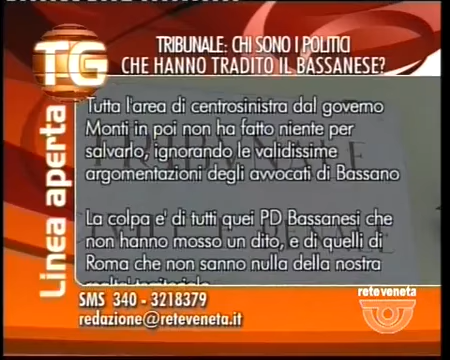 TG
TRIBUNALE: CHI SONO I POLITICI
CHE HANNO TRADITO IL BASSANESE?
Linea aperta
Tutta l'area di centrosinistra dal governo
Monti in poi non ha fatto niente per
salvarlo, ignorando le validissime
argomentazioni degli avvocati di Bassano
La colpa e' di tutti quei PD Bassanesi che
non hanno mosso un dito, e di quelli di
Roma che non sanno nulla della nostra
SMS 340 - 3218379
redazione@reteveneta.it
reteveneta